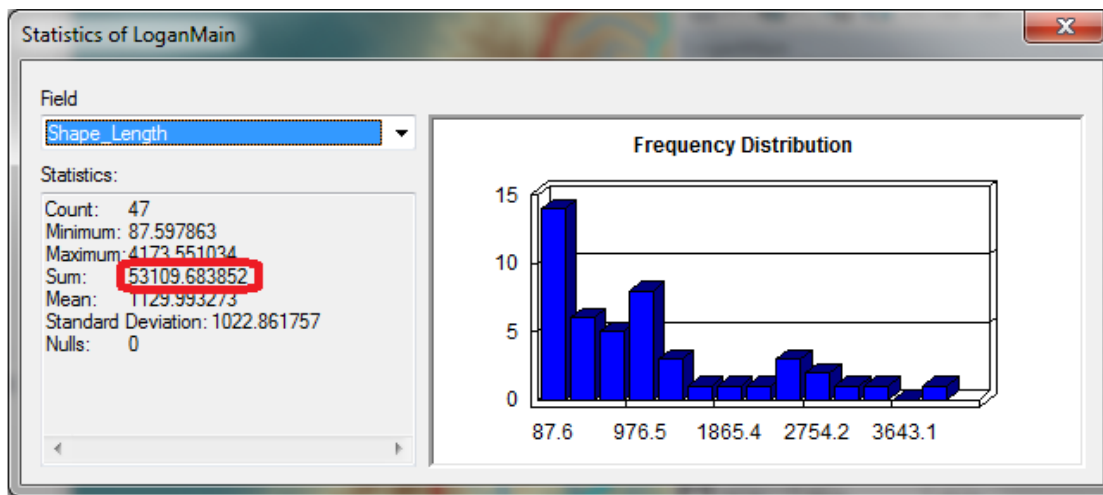 Statistics of LoganMain
Field
Shape_Length
Statistics:
Count: 47
Minimum: 87.597863
Maximum: 4173.551034
Sum: 53109.683852
Mean: 1129.993273
Standard Deviation: 1022.861757
Nulls: 0
Frequency Distribution
15
10
5
0
87.6 976.5 1865.4 2754.2 3643.1